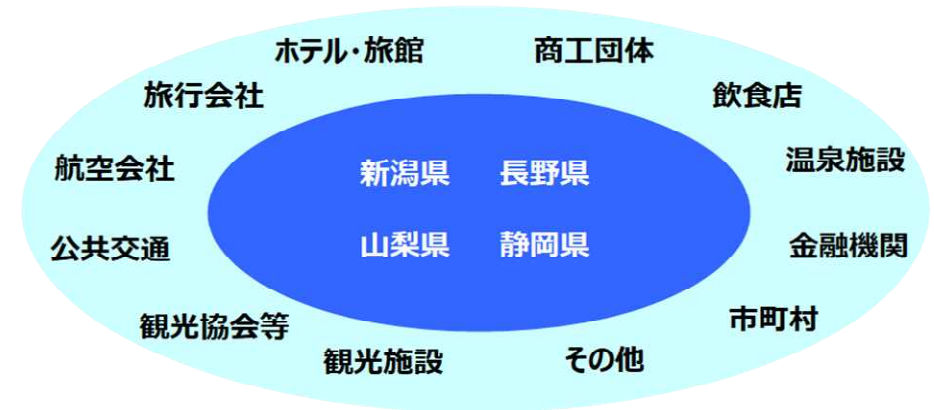 ホテル・旅館 商工団体
旅行会社 飲食店
航空会社 新潟県 長野県 温泉施設
公共交通 山梨県 静岡県 金融機関
観光協会等 市町村
観光施設 その他